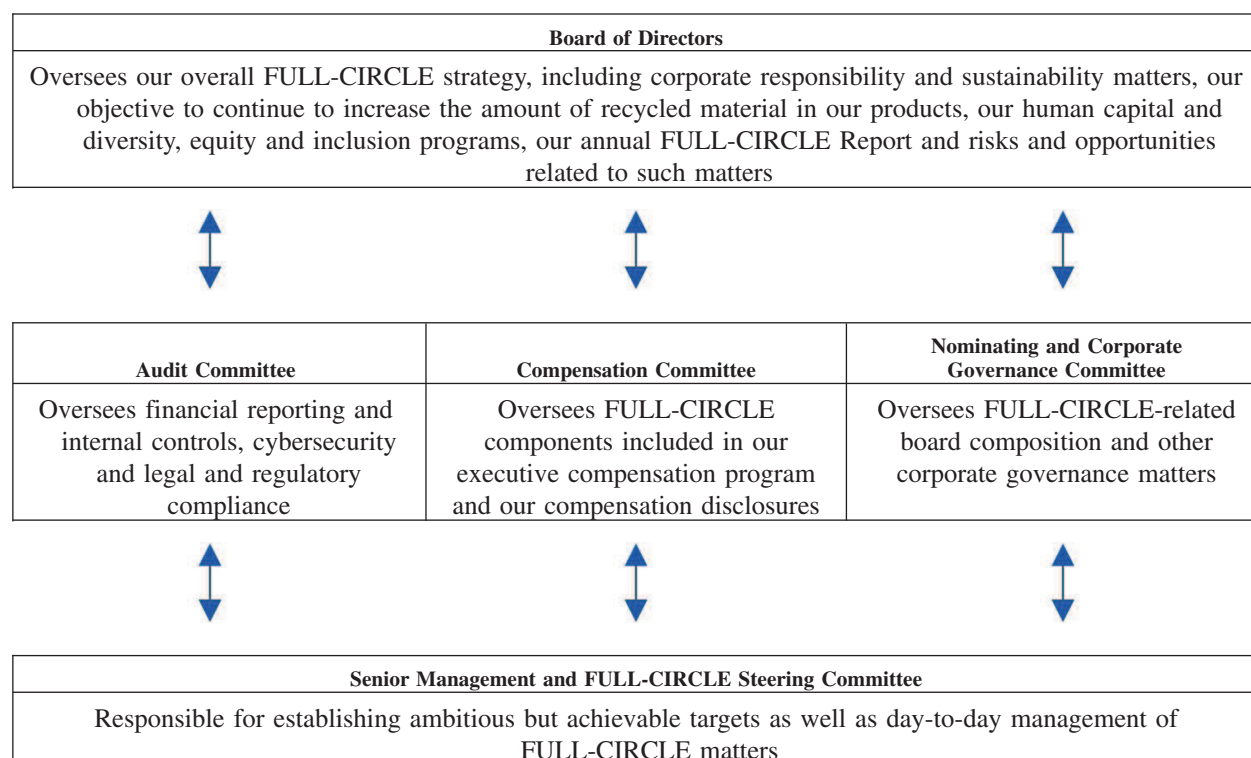 Board of Directors
Oversees our overall FULL-CIRCLE strategy, including corporate responsibility and sustainability matters, our
objective to continue to increase the amount of recycled material in our products, our human capital and
diversity, equity and inclusion programs, our annual FULL-CIRCLE Report and risks and opportunities
related to such matters
Audit Committee
Oversees financial reporting and
internal controls, cybersecurity
and legal and regulatory
compliance
Compensation Committee
Oversees FULL-CIRCLE
components included in our
executive compensation program
and our compensation disclosures
Nominating and Corporate
Governance Committee
Oversees FULL-CIRCLE-related
board composition and other
corporate governance matters
Senior Management and FULL-CIRCLE Steering Committee
Responsible for establishing ambitious but achievable targets as well as day-to-day management of
FULL-CIRCLE matters